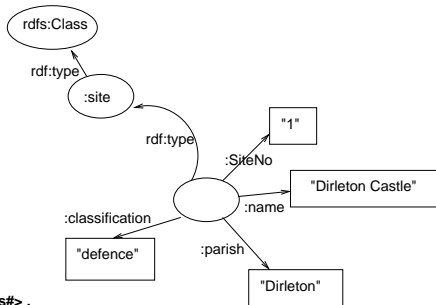 rdfs:Class
rdf:type
:site
"1"
rdf:type
:SiteNo
"Dirleton Castle"
:name
:classification
:parish
"defence"
"Dirleton"
s#> .